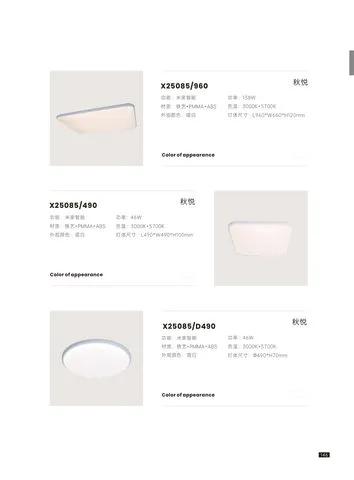 X25085/960
秋悦
功能：米家智能
功率：138W
材质：铁艺+PMMA+ABS
色温：3000K-5700K
外观颜色：霜白
灯体尺寸：L960*W660*H120mm
Color of appearance
X25085/490
秋悦
功能：米家智能
功率：46W
材质：铁艺+PMMA+ABS
色温：3000K-5700K
外观颜色：霜白
灯体尺寸：L490*W490*H100mm
Color of appearance
X25085/D490
秋悦
功能：米家智能
功率：46W
材质：铁艺+PMMA+ABS
色温：3000K-5700K
外观颜色：霜白
灯体尺寸：Φ490*H70mm
Color of appearance